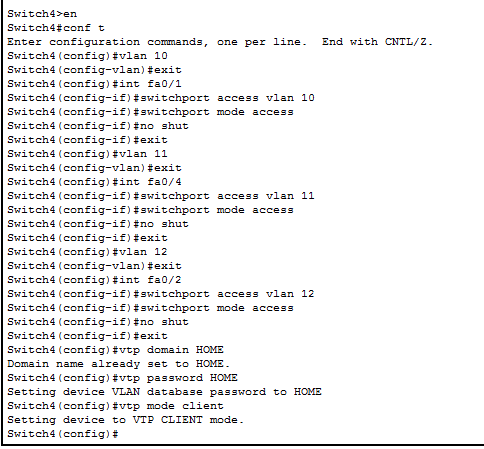 Switch4>en
Switch4#conf t
Enter configuration commands, one per line.  End with CNTL/Z.
Switch4(config)#vlan 10
Switch4(config-vlan)#exit
Switch4(config)#int fa0/1
Switch4(config-if)#switchport access vlan 10
Switch4(config-if)#switchport mode access
Switch4(config-if)#no shut
Switch4(config-if)#exit
Switch4(config)#vlan 11
Switch4(config-vlan)#exit
Switch4(config)#int fa0/4
Switch4(config-if)#switchport access vlan 11
Switch4(config-if)#switchport mode access
Switch4(config-if)#no shut
Switch4(config-if)#exit
Switch4(config)#vlan 12
Switch4(config-vlan)#exit
Switch4(config)#int fa0/2
Switch4(config-if)#switchport access vlan 12
Switch4(config-if)#switchport mode access
Switch4(config-if)#no shut
Switch4(config-if)#exit
Switch4(config)#vtp domain HOME
Domain name already set to HOME.
Switch4(config)#vtp password HOME
Setting device VLAN database password to HOME
Switch4(config)#vtp mode client
Setting device to VTP CLIENT mode.
Switch4(config)#